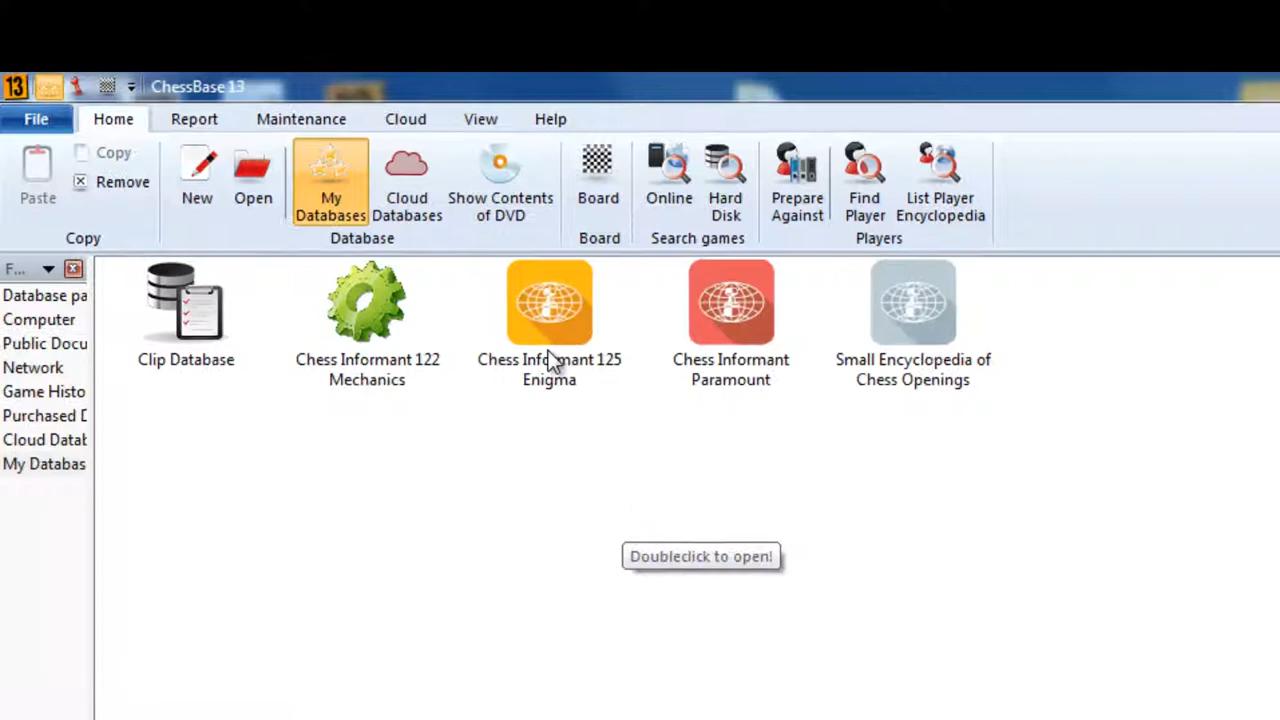 13 ChessBase 13
File Home Report Maintenance Cloud View Help
Paste Copy Remove New Open My Databases Cloud Databases Show Contents of DVD Board Online Hard Disk Prepare Against Find Player List Player Encyclopedia
Copy Database Board Search games Players
F...
Database pa
Computer
Public Docu
Network
Game Histo
Purchased D
Cloud Datab
My Databas
Clip Database
Chess Informant 122
Mechanics
Chess Informant 125
Enigma
Chess Informant
Paramount
Small Encyclopedia of
Chess Openings
Doubleclick to open!